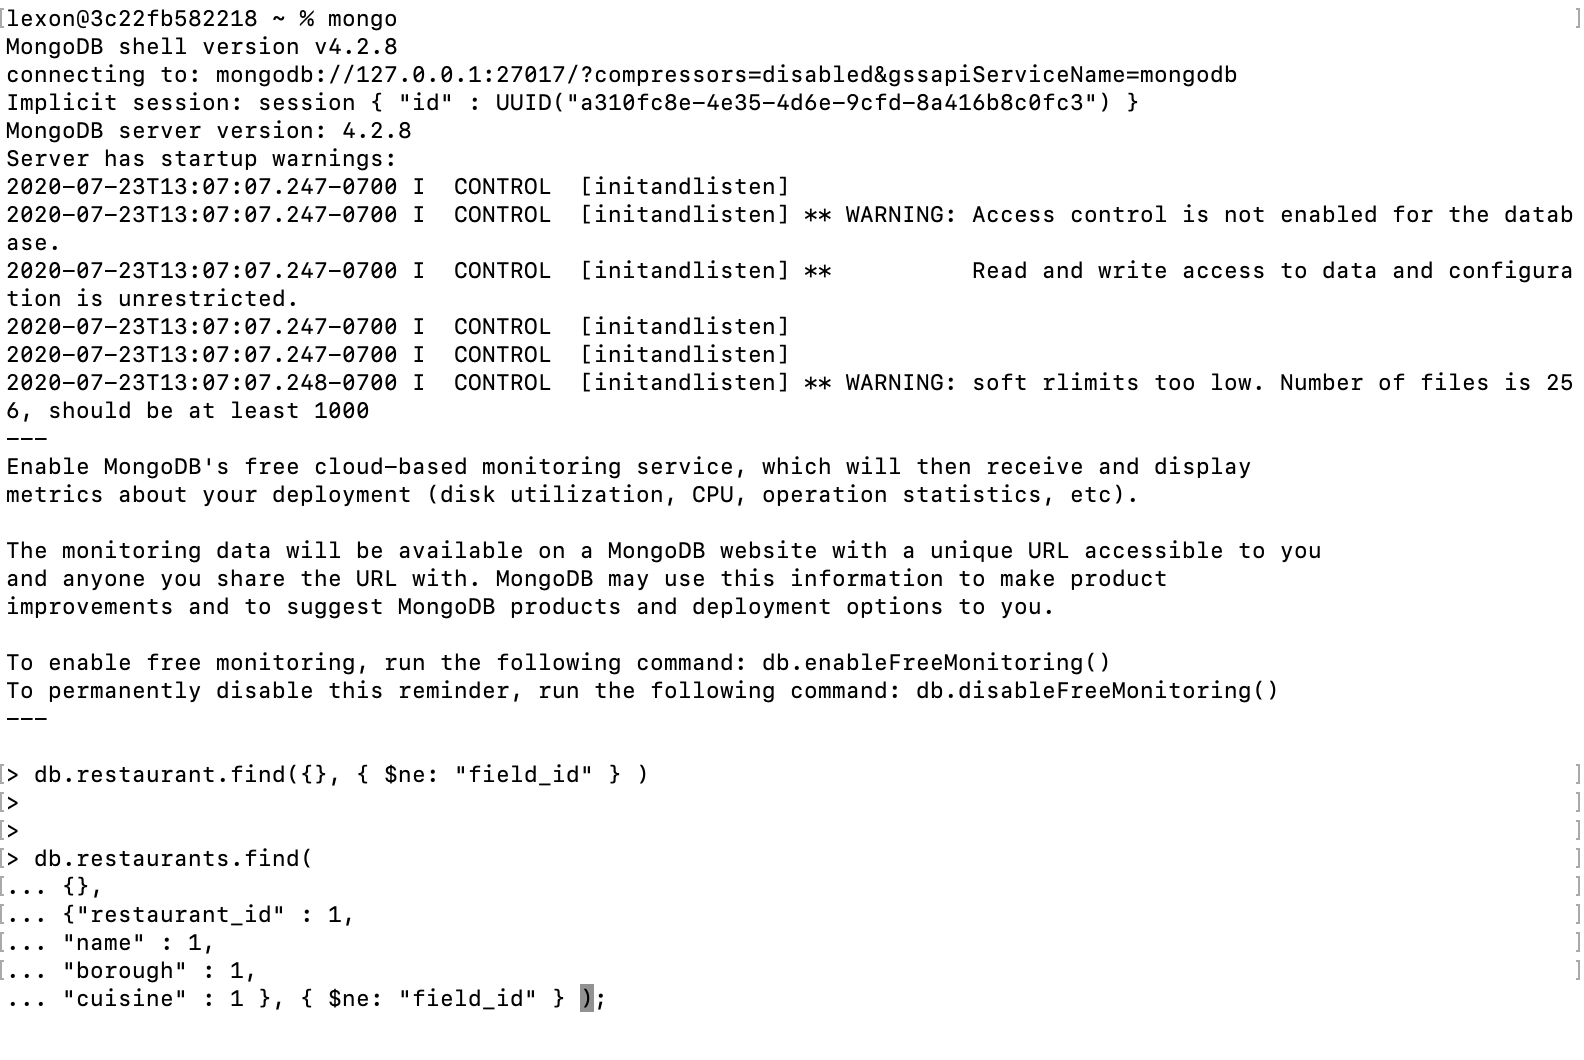 [lexon@3c22fb582218 ~ % mongo ]
MongoDB shell version v4.2.8
connecting to: mongodb://127.0.0.1:27017/?compressors=disabled&gssapiServiceName=mongodb
Implicit session: session { "id" : UUID("a310fc8e-4e35-4d6e-9cfd-8a416b8c0fc3") }
MongoDB server version: 4.2.8
Server has startup warnings:
2020-07-23T13:07:07.247-0700 I  CONTROL  [initandlisten]
2020-07-23T13:07:07.247-0700 I  CONTROL  [initandlisten] ** WARNING: Access control is not enabled for the datab
ase.
2020-07-23T13:07:07.247-0700 I  CONTROL  [initandlisten] **          Read and write access to data and configura
tion is unrestricted.
2020-07-23T13:07:07.247-0700 I  CONTROL  [initandlisten]
2020-07-23T13:07:07.247-0700 I  CONTROL  [initandlisten]
2020-07-23T13:07:07.248-0700 I  CONTROL  [initandlisten] ** WARNING: soft rlimits too low. Number of files is 25
6, should be at least 1000
---
Enable MongoDB's free cloud-based monitoring service, which will then receive and display
metrics about your deployment (disk utilization, CPU, operation statistics, etc).

The monitoring data will be available on a MongoDB website with a unique URL accessible to you
and anyone you share the URL with. MongoDB may use this information to make product
improvements and to suggest MongoDB products and deployment options to you.

To enable free monitoring, run the following command: db.enableFreeMonitoring()
To permanently disable this reminder, run the following command: db.disableFreeMonitoring()
---

[> db.restaurant.find({}, { $ne: "field_id" } ) ]
[> ]
[> ]
[> db.restaurants.find( ]
[... {}, ]
[... {"restaurant_id" : 1, ]
[... "name" : 1, ]
[... "borough" : 1, ]
... "cuisine" : 1 }, { $ne: "field_id" } );